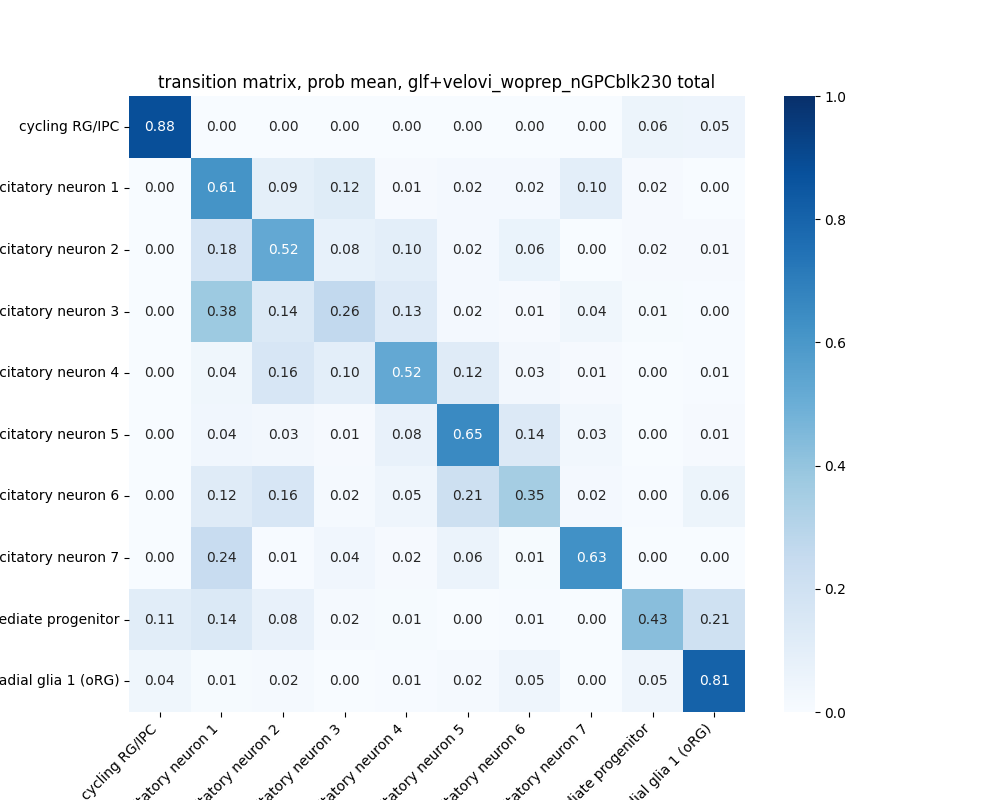 transition matrix, prob mean, glf+velovi_woprep_nGPCblk230 total
cycling RG/IPC 0.88 0.00 0.00 0.00 0.00 0.00 0.00 0.00 0.06 0.05
citatory neuron 1 0.00 0.61 0.09 0.12 0.01 0.02 0.02 0.10 0.02 0.00
citatory neuron 2 0.00 0.18 0.52 0.08 0.10 0.02 0.06 0.00 0.02 0.01
citatory neuron 3 0.00 0.38 0.14 0.26 0.13 0.02 0.01 0.04 0.01 0.00
citatory neuron 4 0.00 0.04 0.16 0.10 0.52 0.12 0.03 0.01 0.00 0.01
citatory neuron 5 0.00 0.04 0.03 0.01 0.08 0.65 0.14 0.03 0.00 0.01
citatory neuron 6 0.00 0.12 0.16 0.02 0.05 0.21 0.35 0.02 0.00 0.06
citatory neuron 7 0.00 0.24 0.01 0.04 0.02 0.06 0.01 0.63 0.00 0.00
ediate progenitor 0.11 0.14 0.08 0.02 0.01 0.00 0.01 0.00 0.43 0.21
adial glia 1 (oRG) 0.04 0.01 0.02 0.00 0.01 0.02 0.05 0.00 0.05 0.81
cycling RG/IPC
tatory neuron 1
tatory neuron 2
tatory neuron 3
tatory neuron 4
tatory neuron 5
tatory neuron 6
tatory neuron 7
diate progenitor
dial glia 1 (oRG)
1.0
0.8
0.6
0.4
0.2
0.0